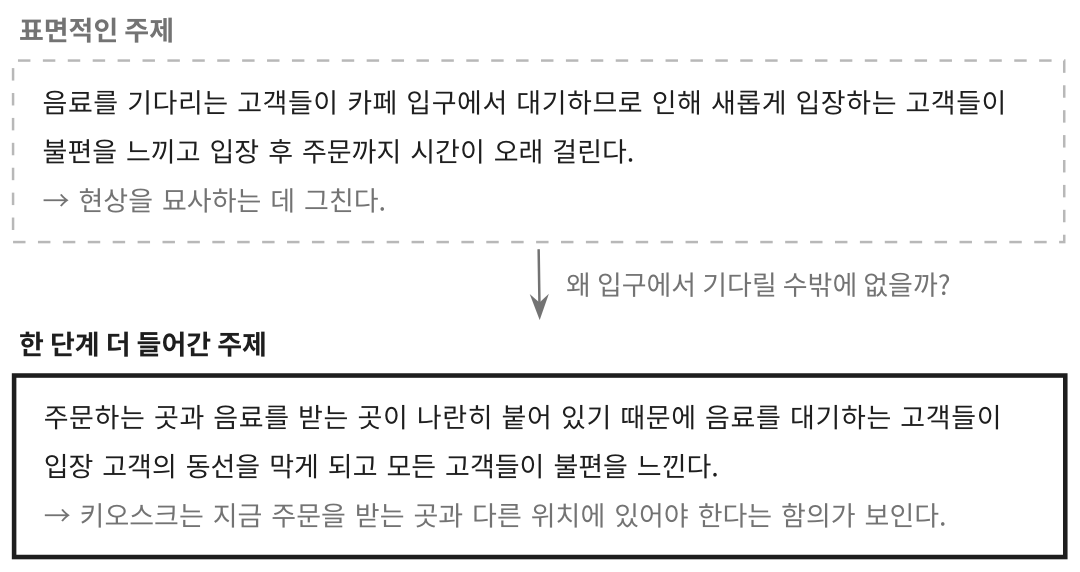 표면적인 주제
음료를 기다리는 고객들이 카페 입구에서 대기하므로 인해 새롭게 입장하는 고객들이
불편을 느끼고 입장 후 주문까지 시간이 오래 걸린다.
→ 현상을 묘사하는 데 그친다.
왜 입구에서 기다릴 수밖에 없을까?
한 단계 더 들어간 주제
주문하는 곳과 음료를 받는 곳이 나란히 붙어 있기 때문에 음료를 대기하는 고객들이
입장 고객의 동선을 막게 되고 모든 고객들이 불편을 느낀다.
→ 키오스크는 지금 주문을 받는 곳과 다른 위치에 있어야 한다는 함의가 보인다.